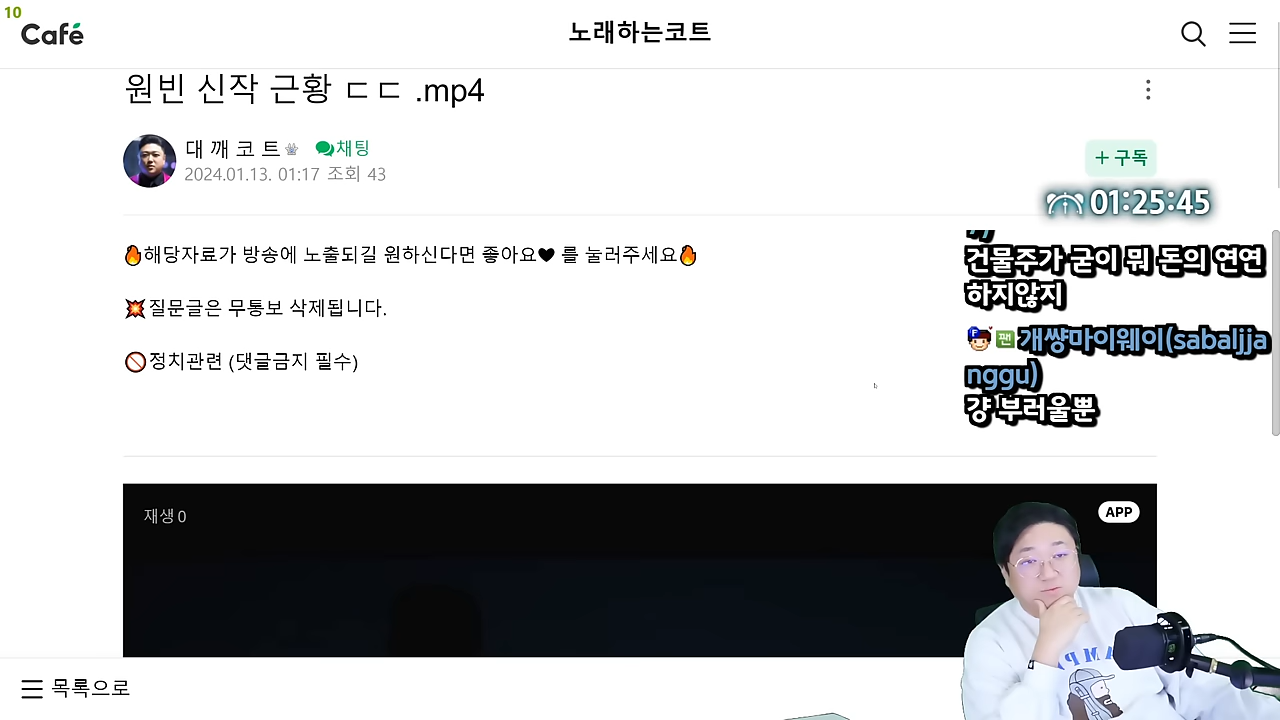 10
Café
노래하는코트
원빈 신작 근황 ㄷㄷ .mp4
대 깨 코 트 채팅
2024.01.13. 01:17 조회 43
+ 구독
01:25:45
🔥해당자료가 방송에 노출되길 원하신다면 좋아요♥ 를 눌러주세요🔥
💥질문글은 무통보 삭제됩니다.
🚫정치관련 (댓글금지 필수)
건물주가 굳이 뭐 돈의 연연
하지않지
팬 개썅마이웨이(sabaljja
nggu)
걍 부러울뿐
재생 0
APP
목록으로